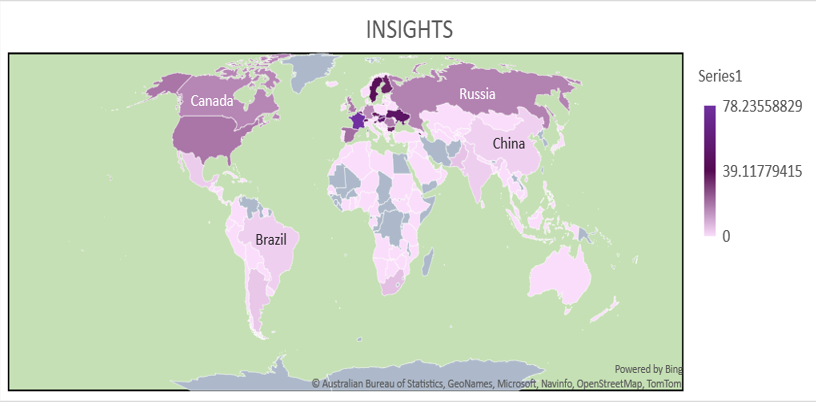 INSIGHTS
Series1
78.23558829
39.11779415
0
Canada
Russia
China
Brazil
Powered by Bing
© Australian Bureau of Statistics, GeoNames, Microsoft, Navinfo, OpenStreetMap, TomTom